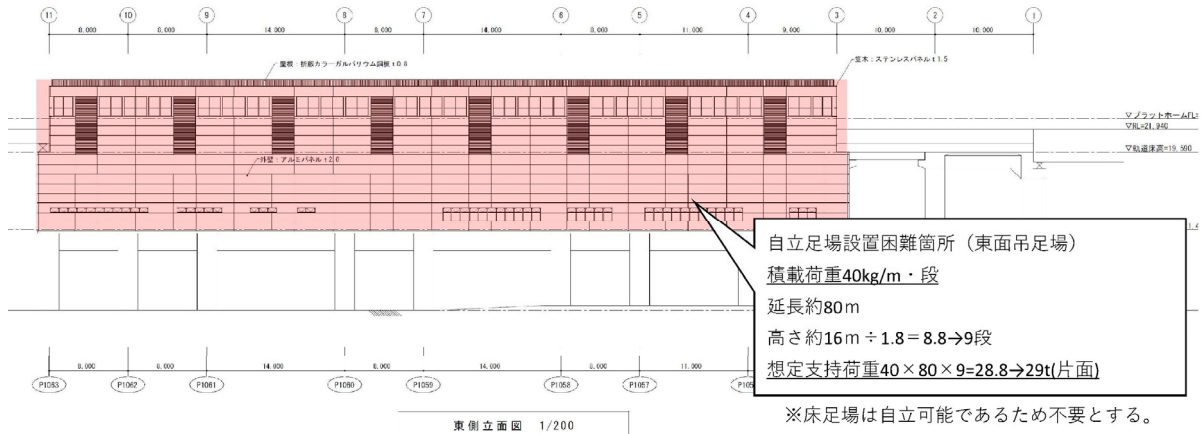 11 10 9 8 7 6 5 4 3 2 1
8,000 8,000 14,000 8,000 14,000 8,000 11,000 9,000 10,000 10,000
屋根:折版カラーガルバリウム鋼板 t0.8
笠木:ステンレスパネル t1.5
▽プラットホームFL=
▽RL=21,940
▽軌道床高=19,590
外壁:アルミパネル t2.0
自立足場設置困難箇所(東面吊足場)
積載荷重40kg/m・段
延長約80m
高さ約16m÷1.8=8.8→9段
想定支持荷重40×80×9=28.8→29t(片面)
※床足場は自立可能であるため不要とする。
8,000 8,000 14,000 8,000 14,000 8,000 11,000
P1063 P1062 P1061 P1060 P1059 P1058 P1057
東側立面図 1/200